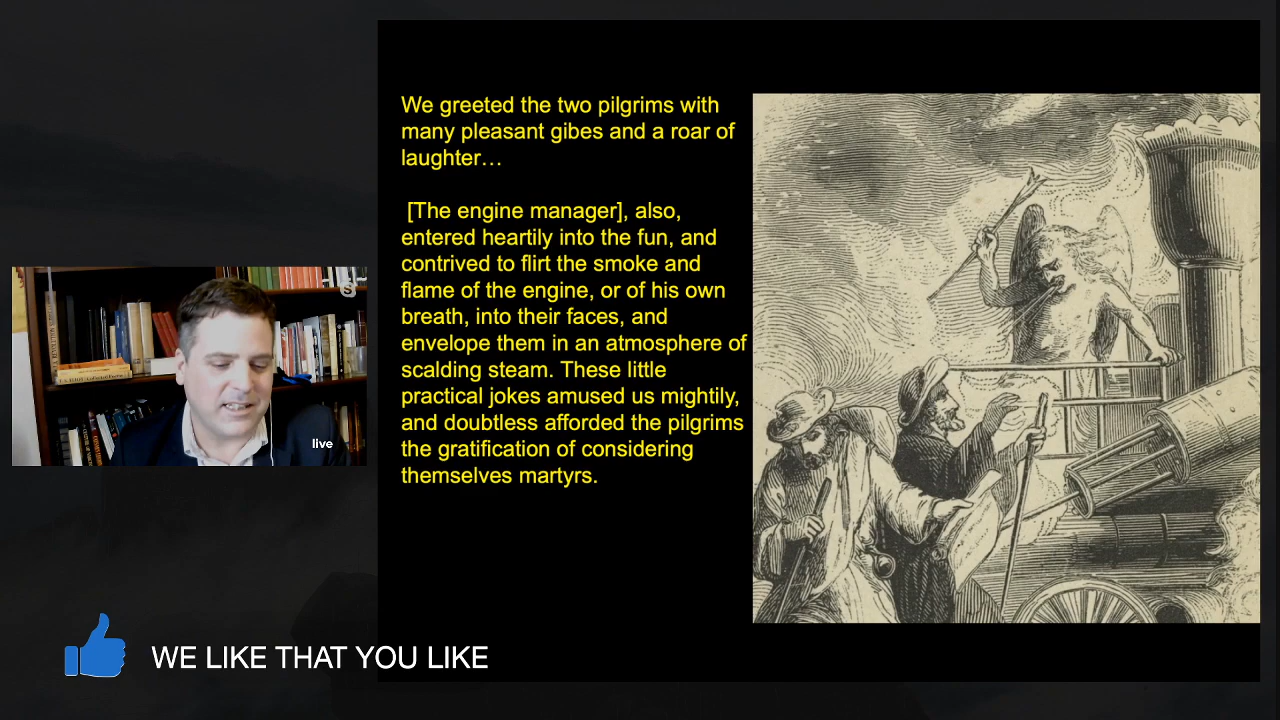 We greeted the two pilgrims with
many pleasant gibes and a roar of
laughter…
[The engine manager], also,
entered heartily into the fun, and
contrived to flirt the smoke and
flame of the engine, or of his own
breath, into their faces, and
envelope them in an atmosphere of
scalding steam. These little
practical jokes amused us mightily,
and doubtless afforded the pilgrims
the gratification of considering
themselves martyrs.
live
WE LIKE THAT YOU LIKE